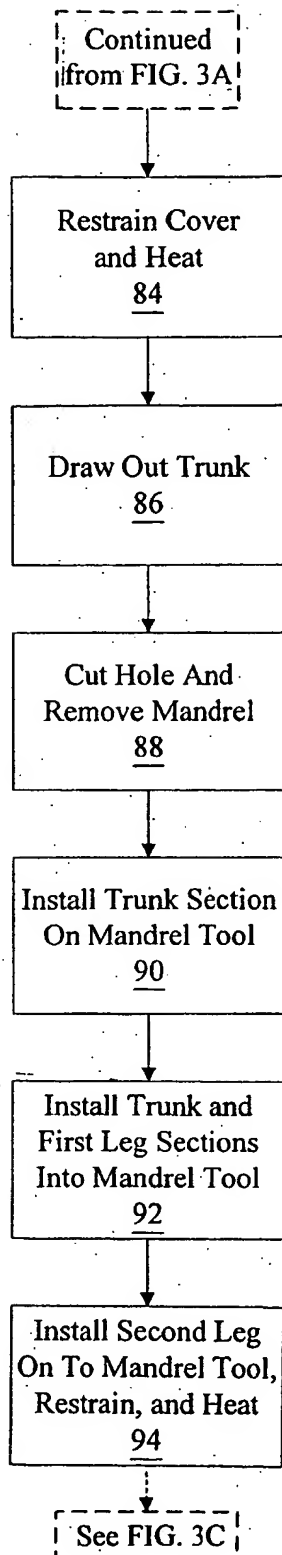 Continued
from FIG. 3A
Restrain Cover
and Heat
84
Draw Out Trunk
86
Cut Hole And
Remove Mandrel
88
Install Trunk Section
On Mandrel Tool
90
Install Trunk and
First Leg Sections
Into Mandrel Tool
92
Install Second Leg
On To Mandrel Tool,
Restrain, and Heat
94
See FIG. 3C